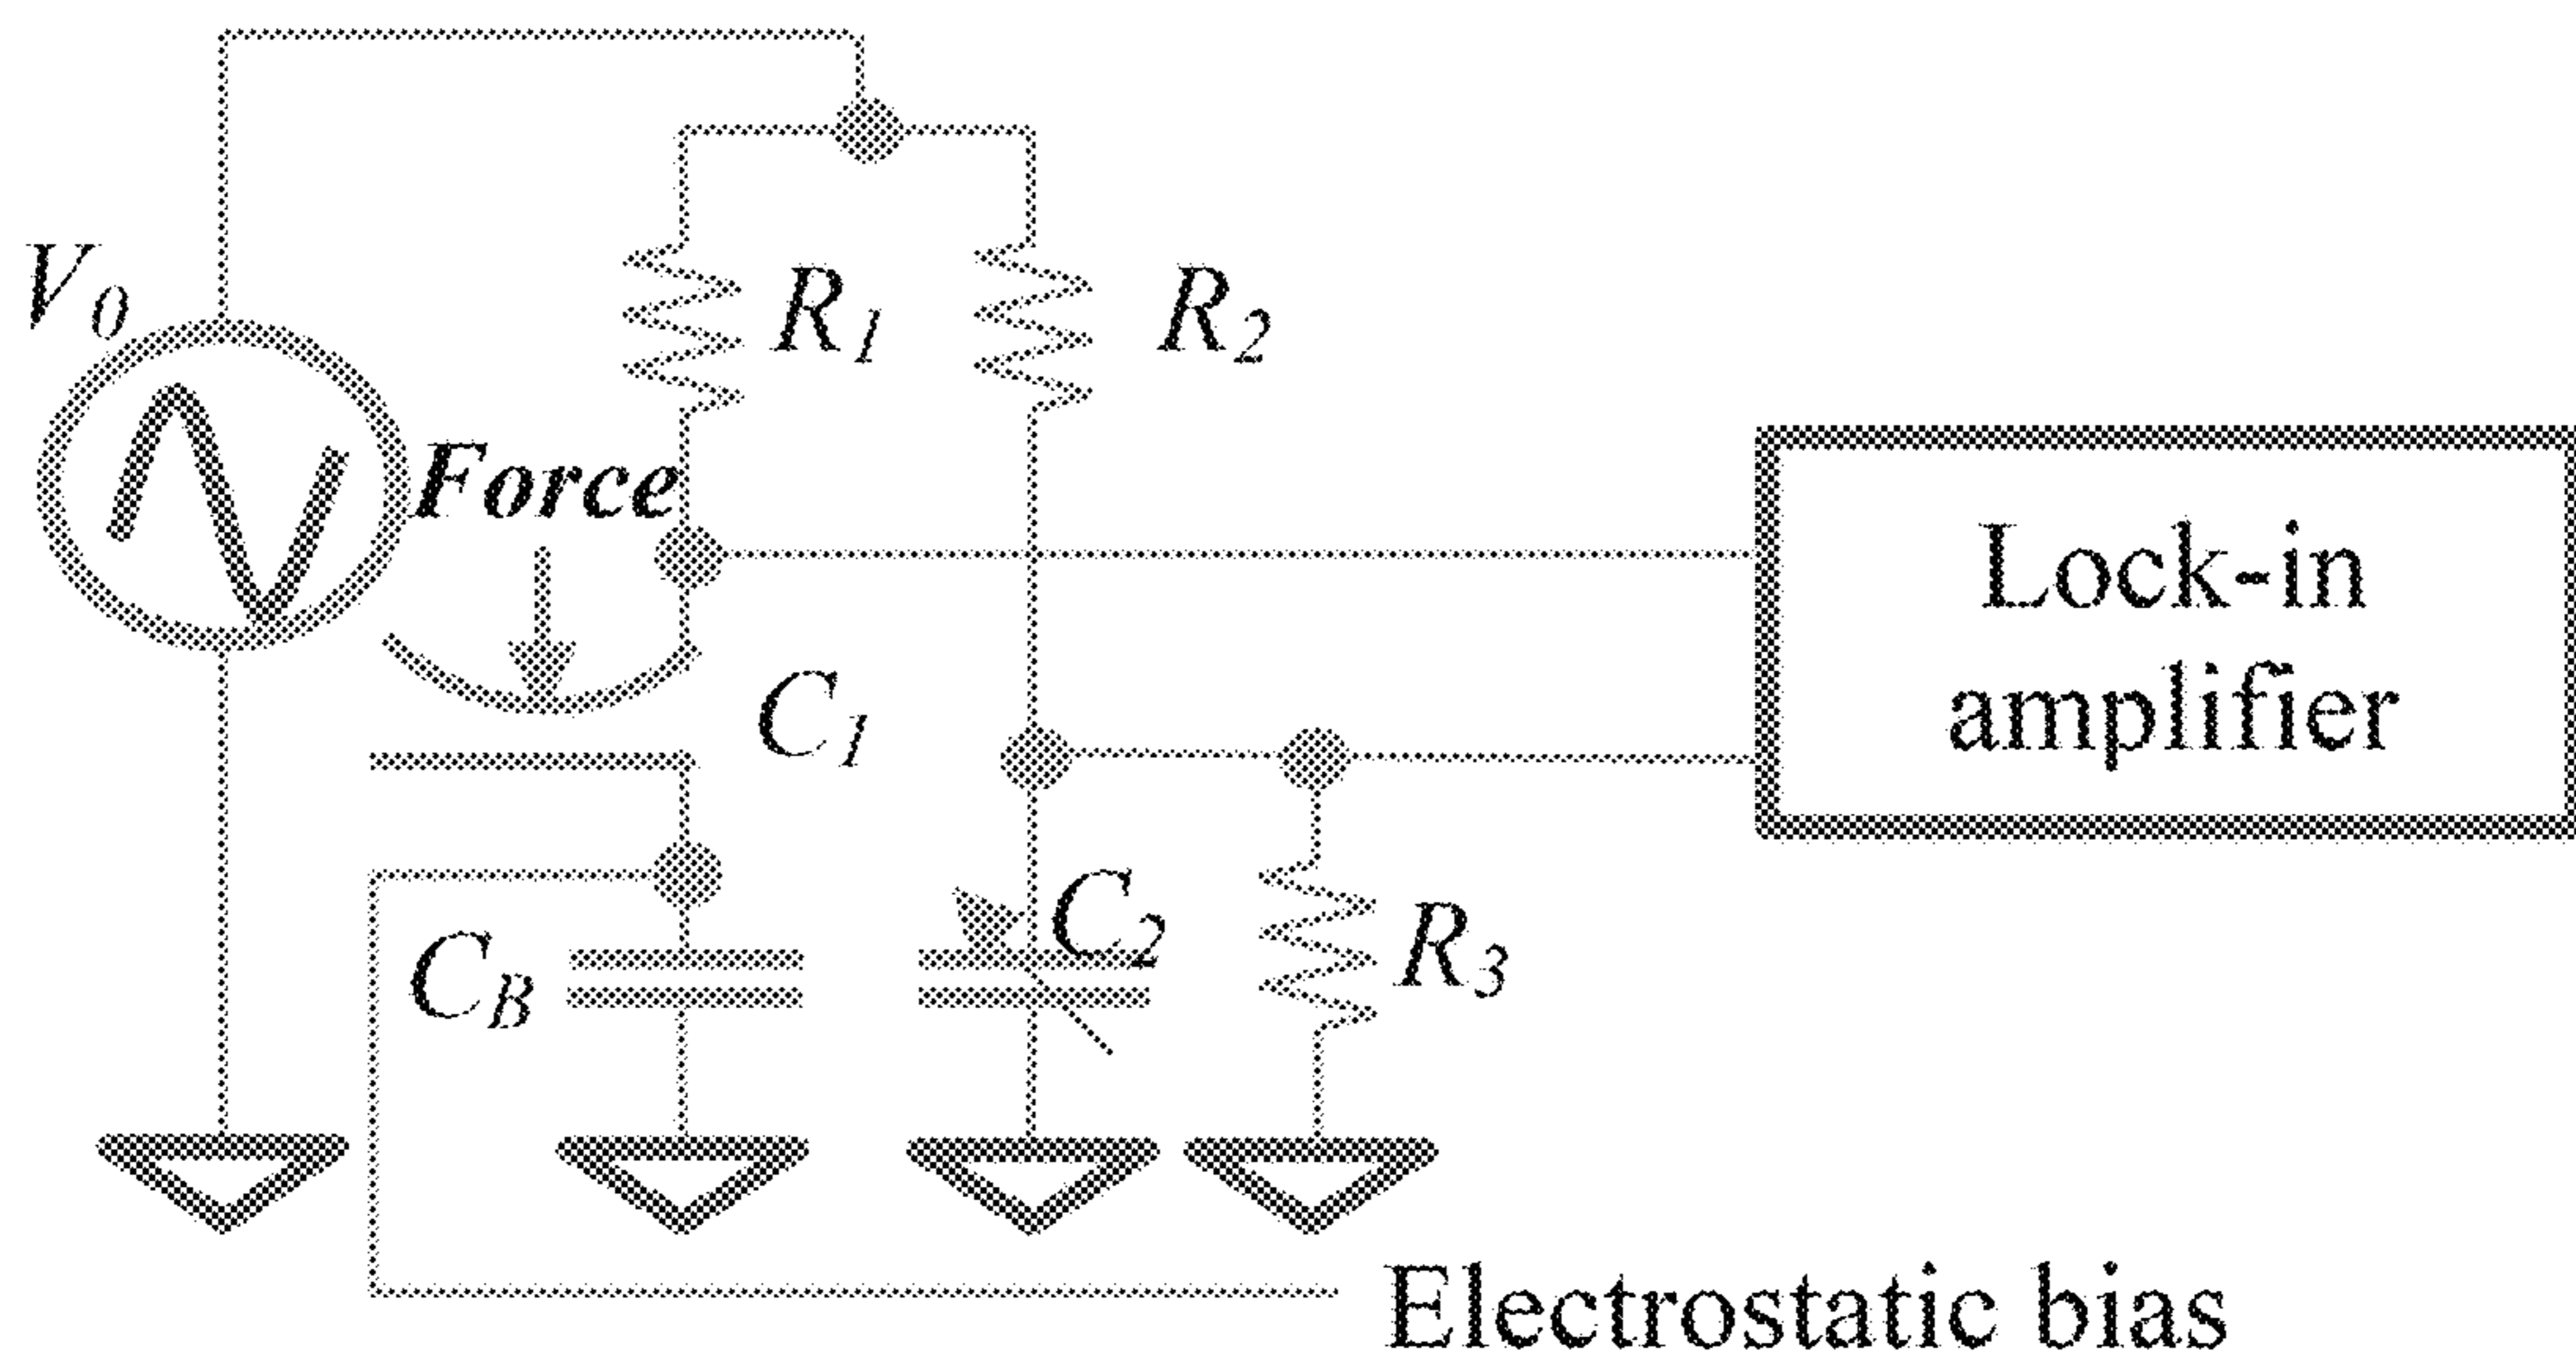 V0
R1
R2
Force
Lock-in
amplifier
C1
C2
CB
R3
Electrostatic bias